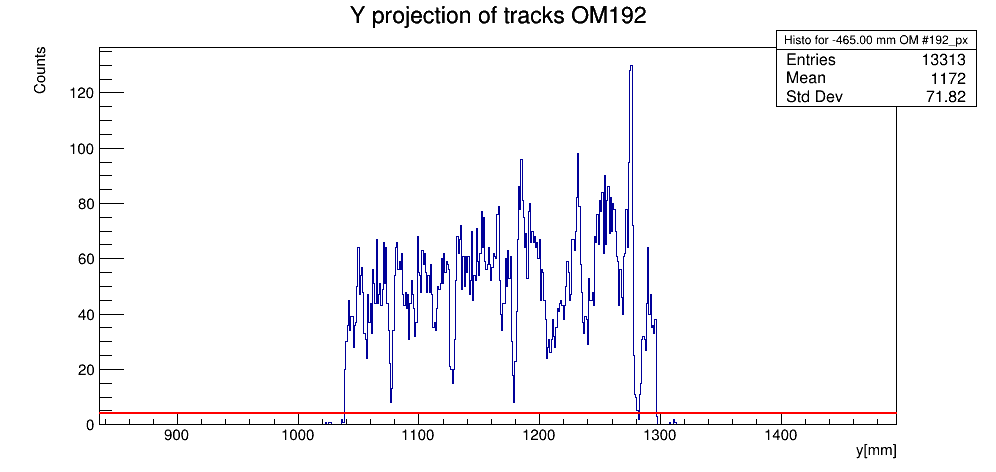 Y projection of tracks OM192
Histo for -465.00 mm OM #192_px
Entries 13313
Mean 1172
Std Dev 71.82
Counts
120
100
80
60
40
20
0
900 1000 1100 1200 1300 1400
y[mm]